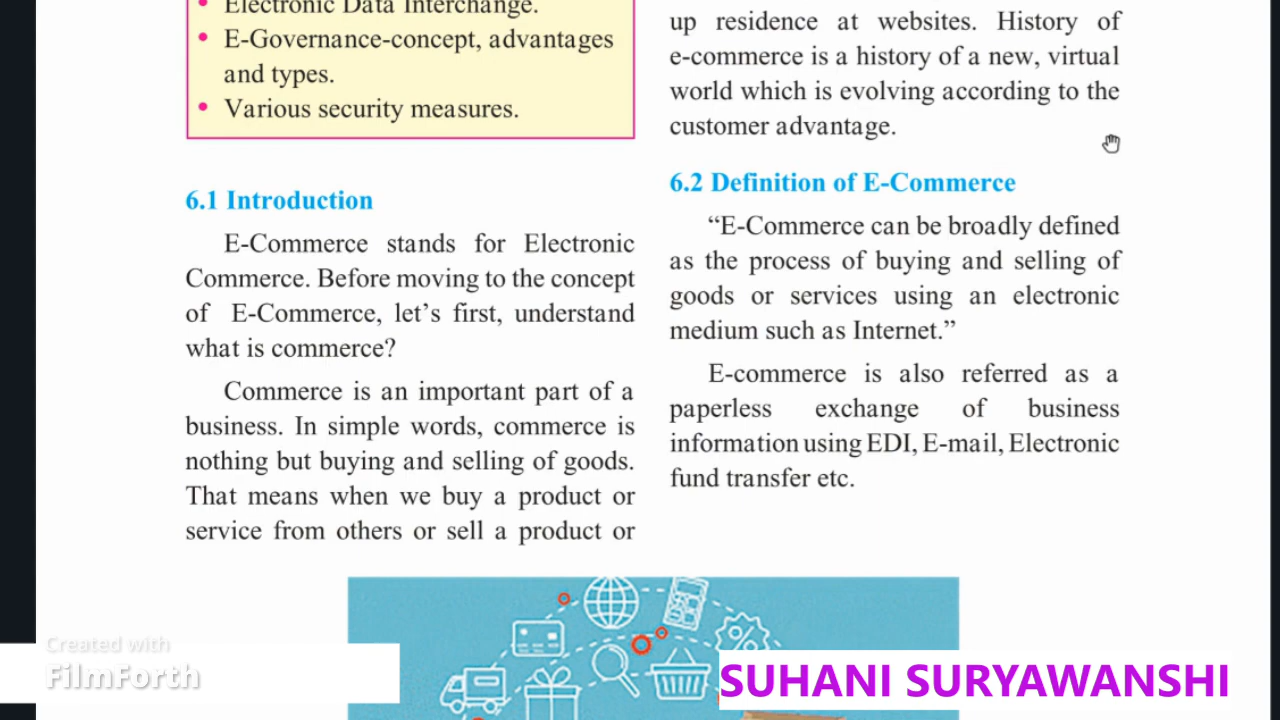 Electronic Data Interchange.
E-Governance-concept, advantages
and types.
Various security measures.
6.1 Introduction
E-Commerce stands for Electronic
Commerce. Before moving to the concept
of E-Commerce, let’s first, understand
what is commerce?
Commerce is an important part of a
business. In simple words, commerce is
nothing but buying and selling of goods.
That means when we buy a product or
service from others or sell a product or
up residence at websites. History of
e-commerce is a history of a new, virtual
world which is evolving according to the
customer advantage.
6.2 Definition of E-Commerce
“E-Commerce can be broadly defined
as the process of buying and selling of
goods or services using an electronic
medium such as Internet.”
E-commerce is also referred as a
paperless exchange of business
information using EDI, E-mail, Electronic
fund transfer etc.
Created with
FilmForth
SUHANI SURYAWANSHI